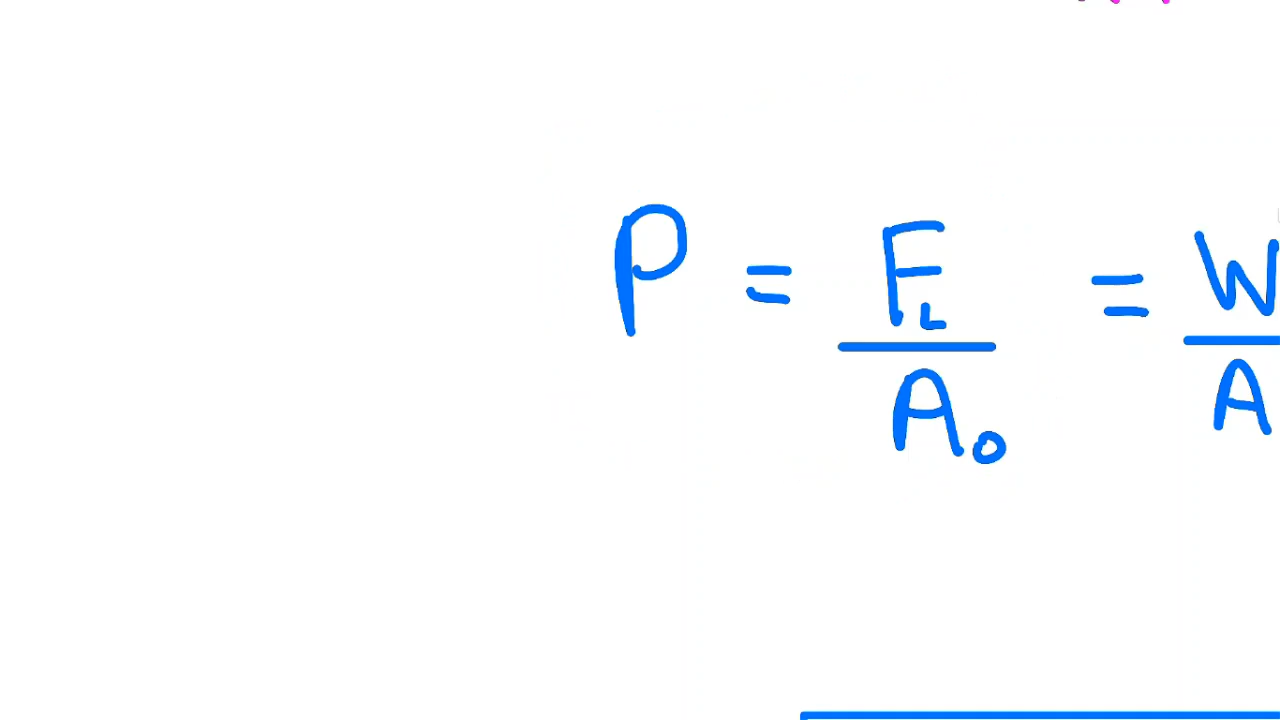 P = F_L / A_0 = W / A